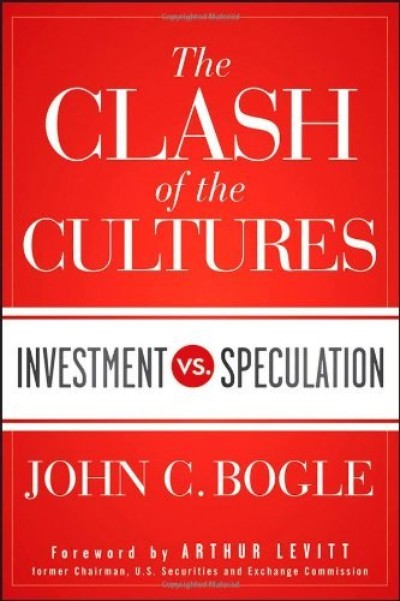 The
CLASH
of the
CULTURES
INVESTMENT vs. SPECULATION
JOHN C. BOGLE
Foreword by ARTHUR LEVITT
former Chairman, U.S. Securities and Exchange Commission